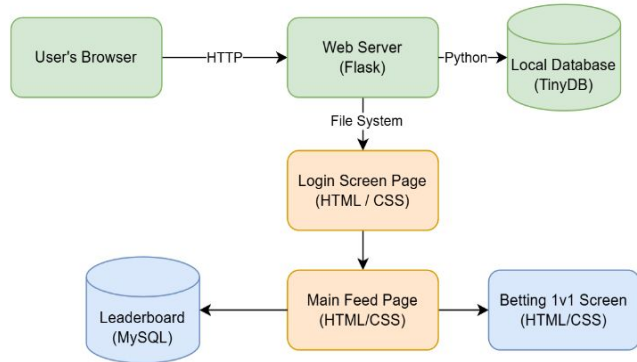 User's Browser
HTTP
Web Server
(Flask)
Python
Local Database
(TinyDB)
File System
Login Screen Page
(HTML / CSS)
Leaderboard
(MySQL)
Main Feed Page
(HTML/CSS)
Betting 1v1 Screen
(HTML/CSS)